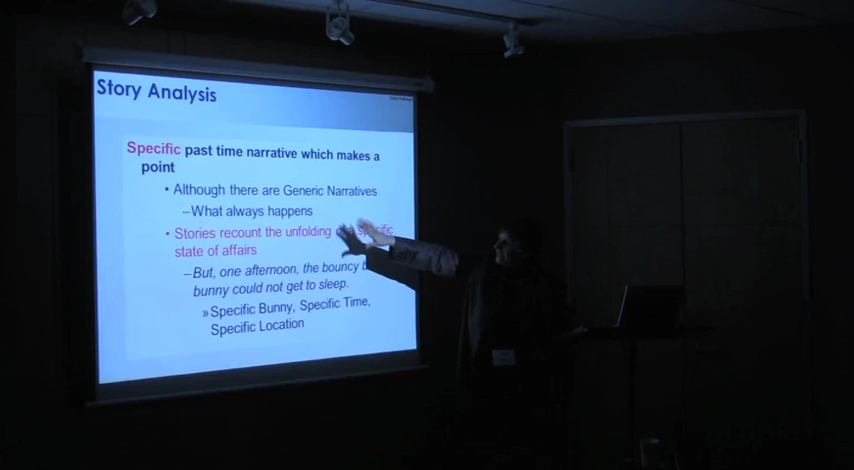 Story Analysis
Specific past time narrative which makes a
point
• Although there are Generic Narratives
–What always happens
• Stories recount the unfolding specific
state of affairs
–But, one afternoon, the bouncy
bunny could not get to sleep.
»Specific Bunny, Specific Time,
Specific Location